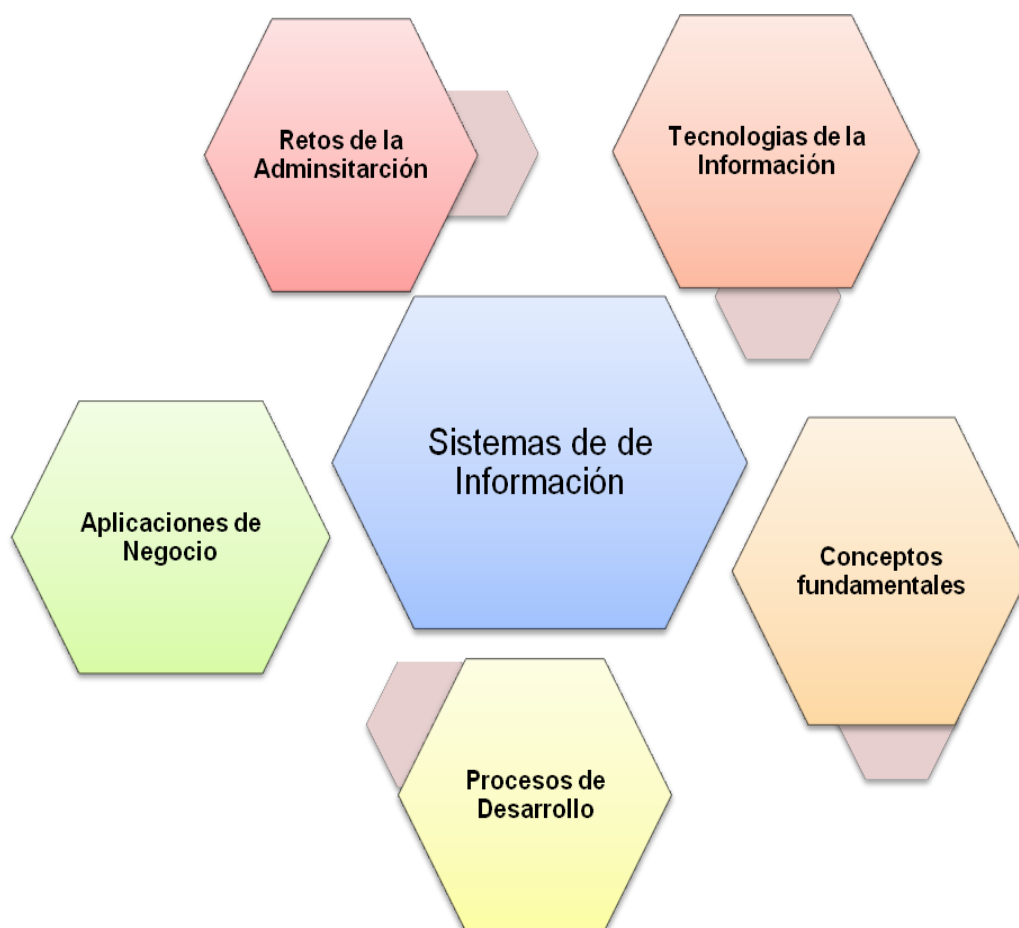 Retos de la
Adminsitarción
Tecnologias de la
Información
Sistemas de de
Información
Aplicaciones de
Negocio
Conceptos
fundamentales
Procesos de
Desarrollo